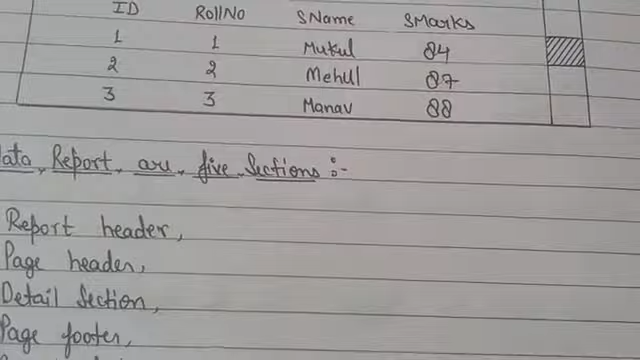 ID RollNo SName SMarks
1 1 Mukul 84
2 2 Mehul 87
3 3 Manav 88
data, Report, are, five, Sections :-
Report header,
Page header,
Detail Section,
Page footer,